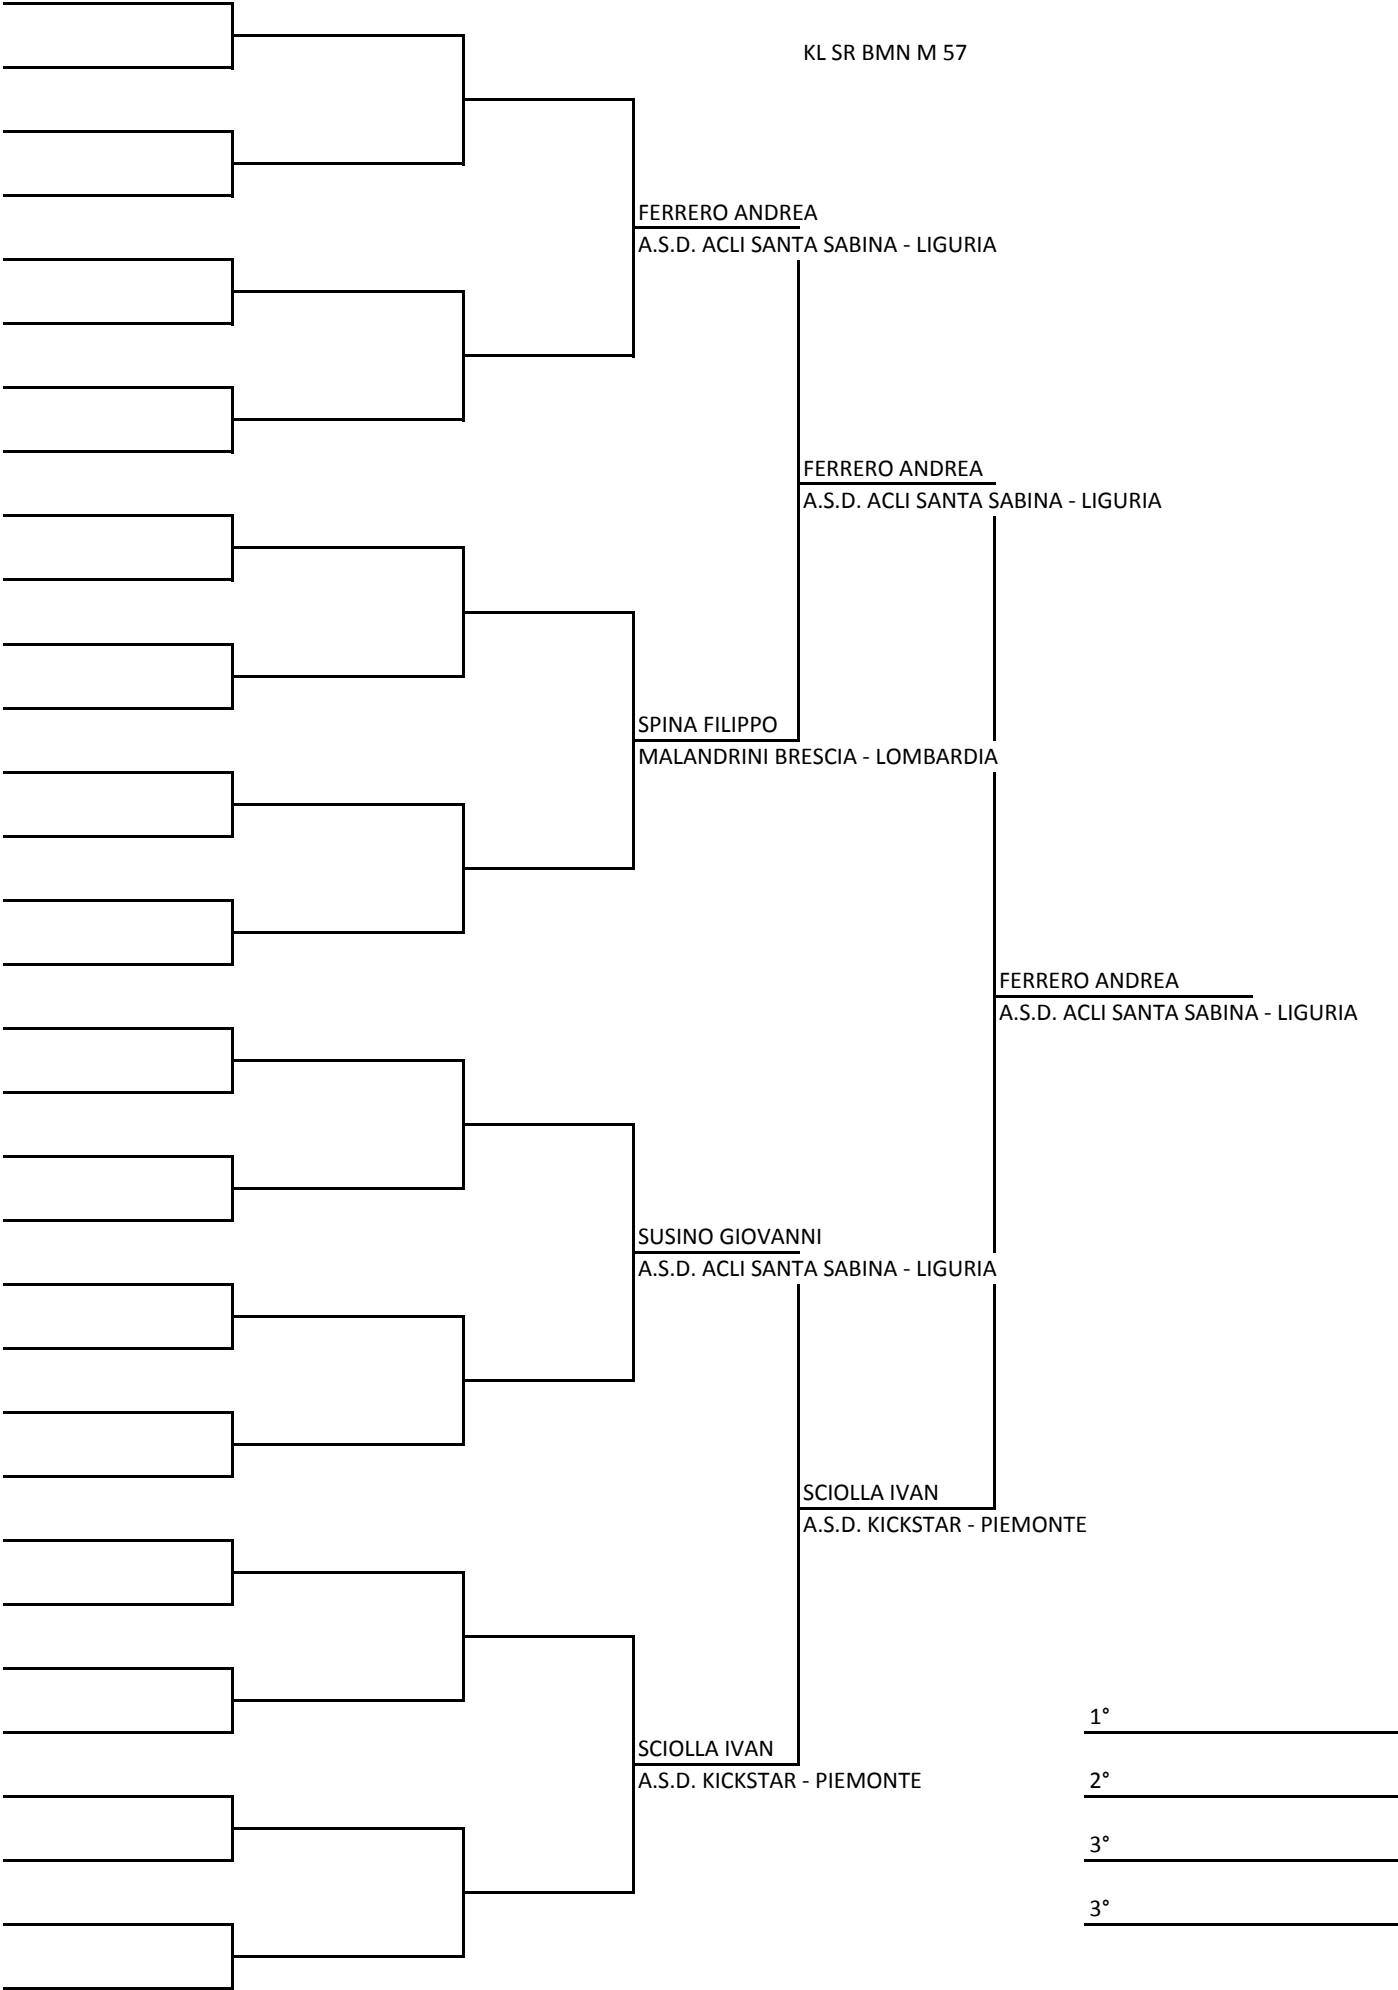 KL SR BMN M 57
FERRERO ANDREA
A.S.D. ACLI SANTA SABINA - LIGURIA
FERRERO ANDREA
A.S.D. ACLI SANTA SABINA - LIGURIA
SPINA FILIPPO
MALANDRINI BRESCIA - LOMBARDIA
FERRERO ANDREA
A.S.D. ACLI SANTA SABINA - LIGURIA
SUSINO GIOVANNI
A.S.D. ACLI SANTA SABINA - LIGURIA
SCIOLLA IVAN
A.S.D. KICKSTAR - PIEMONTE
1°
SCIOLLA IVAN
A.S.D. KICKSTAR - PIEMONTE
2°
3°
3°